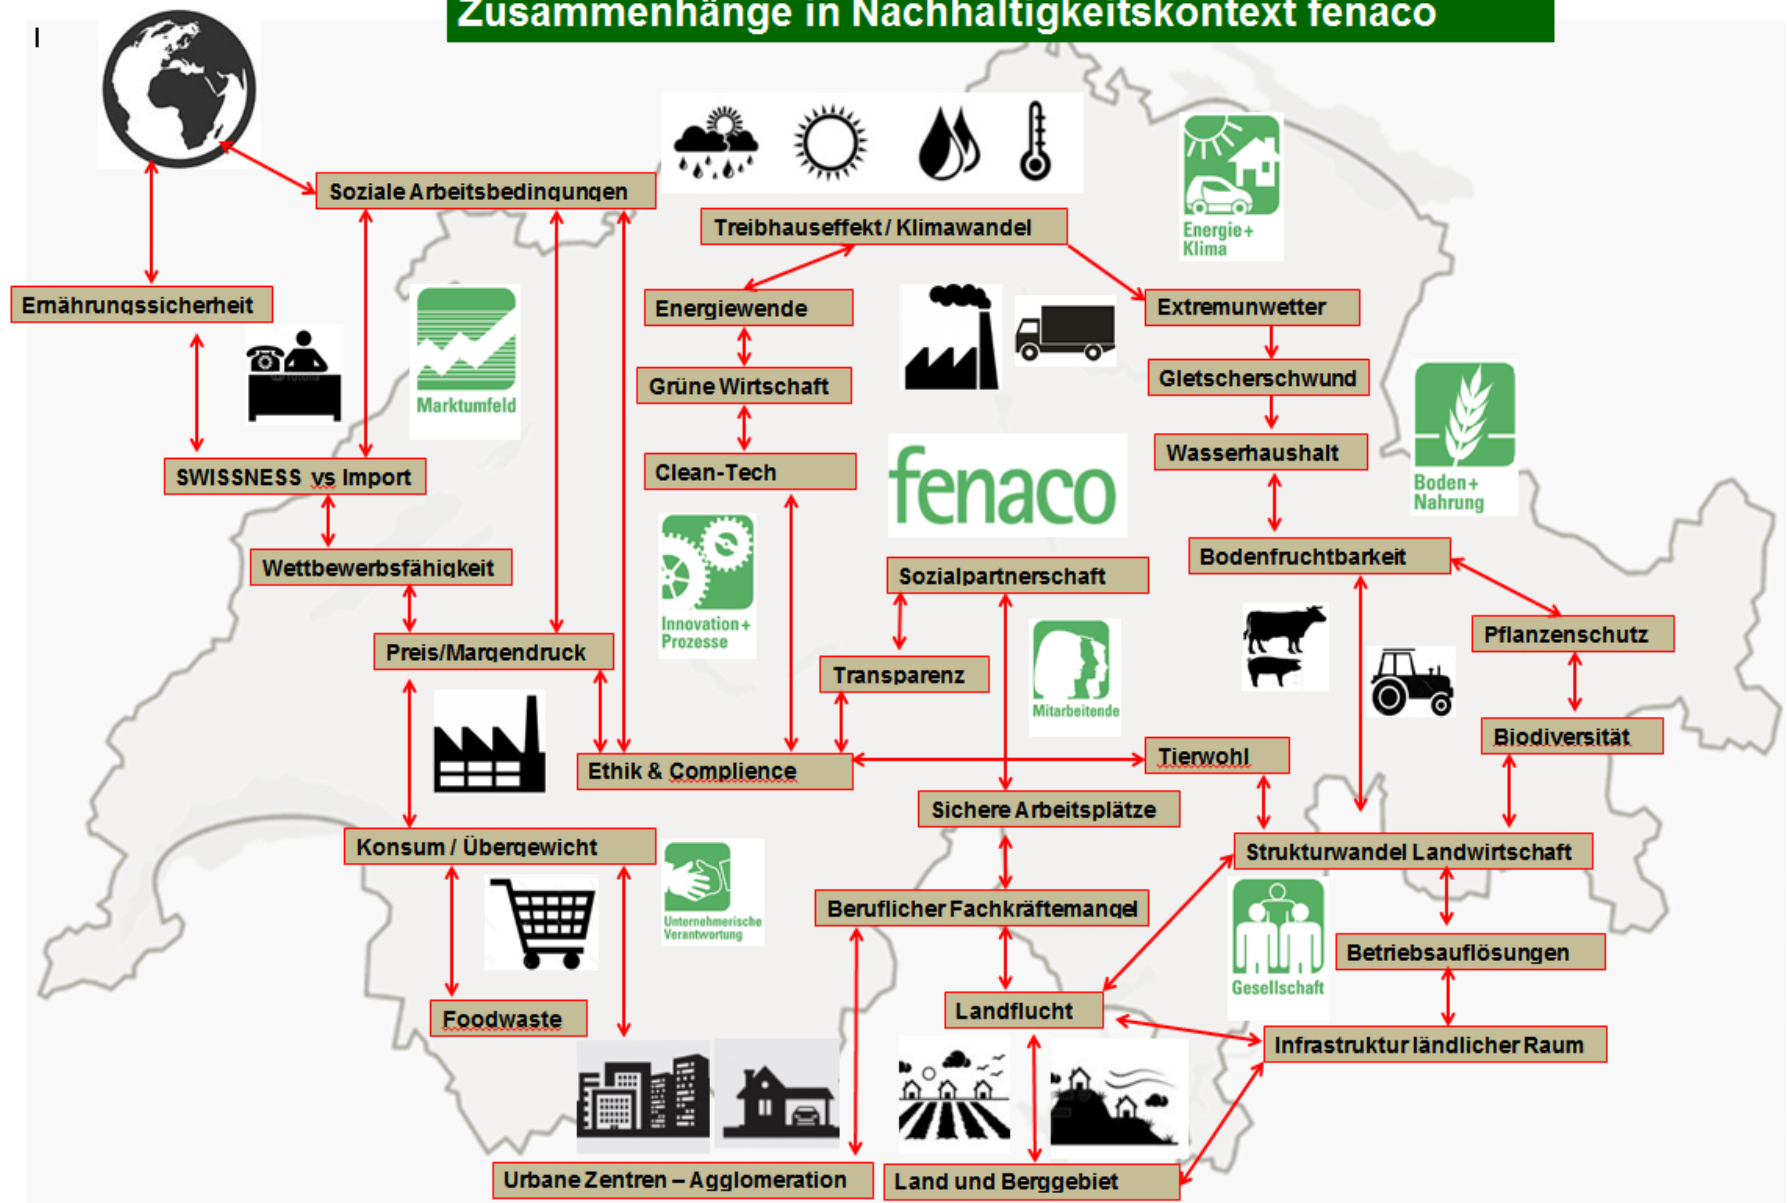 Zusammenhänge in Nachhaltigkeitskontext fenaco
Soziale Arbeitsbedingungen
Treibhauseffekt / Klimawandel
Energie+
Klima
Ernährungssicherheit
Energiewende
Extremunwetter
Marktumfeld
Grüne Wirtschaft
Gletscherschwund
SWISSNESS vs Import
Clean-Tech
Wasserhaushalt
fenaco
Boden+
Nahrung
Wettbewerbsfähigkeit
Sozialpartnerschaft
Bodenfruchtbarkeit
Innovation+
Prozesse
Preis/Margendruck
Transparenz
Mitarbeitende
Pflanzenschutz
Ethik & Complience
Tierwohl
Biodiversität
Sichere Arbeitsplätze
Konsum / Übergewicht
Strukturwandel Landwirtschaft
Unternehmerische
Verantwortung
Beruflicher Fachkräftemangel
Betriebsauflösungen
Gesellschaft
Foodwaste
Landflucht
Infrastruktur ländlicher Raum
Urbane Zentren – Agglomeration
Land und Berggebiet